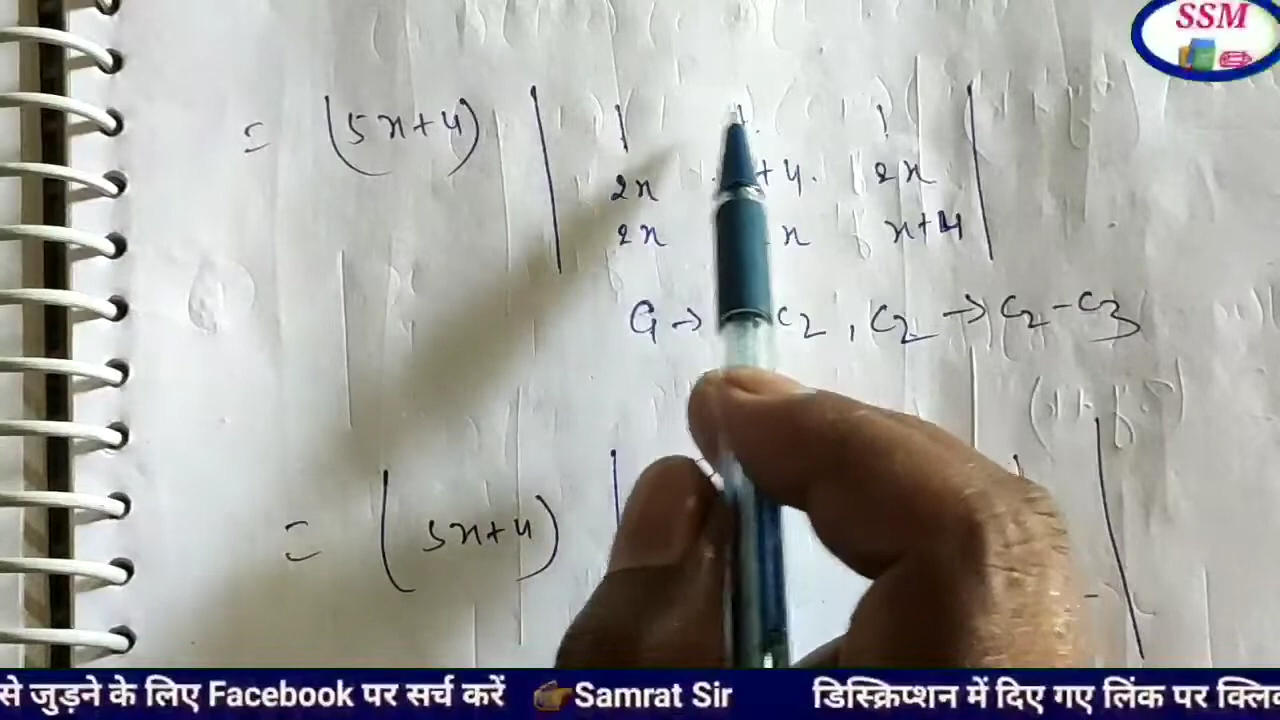 SSM
= (5x+4) | 1 1 1
2x +4. 2x
2x x x+4 |
C1 → C2 , C2 → C2-C3
= (5x+4) |
से जुड़ने के लिए Facebook पर सर्च करें 👉Samrat Sir डिस्क्रिप्शन में दिए गए लिंक पर क्लि